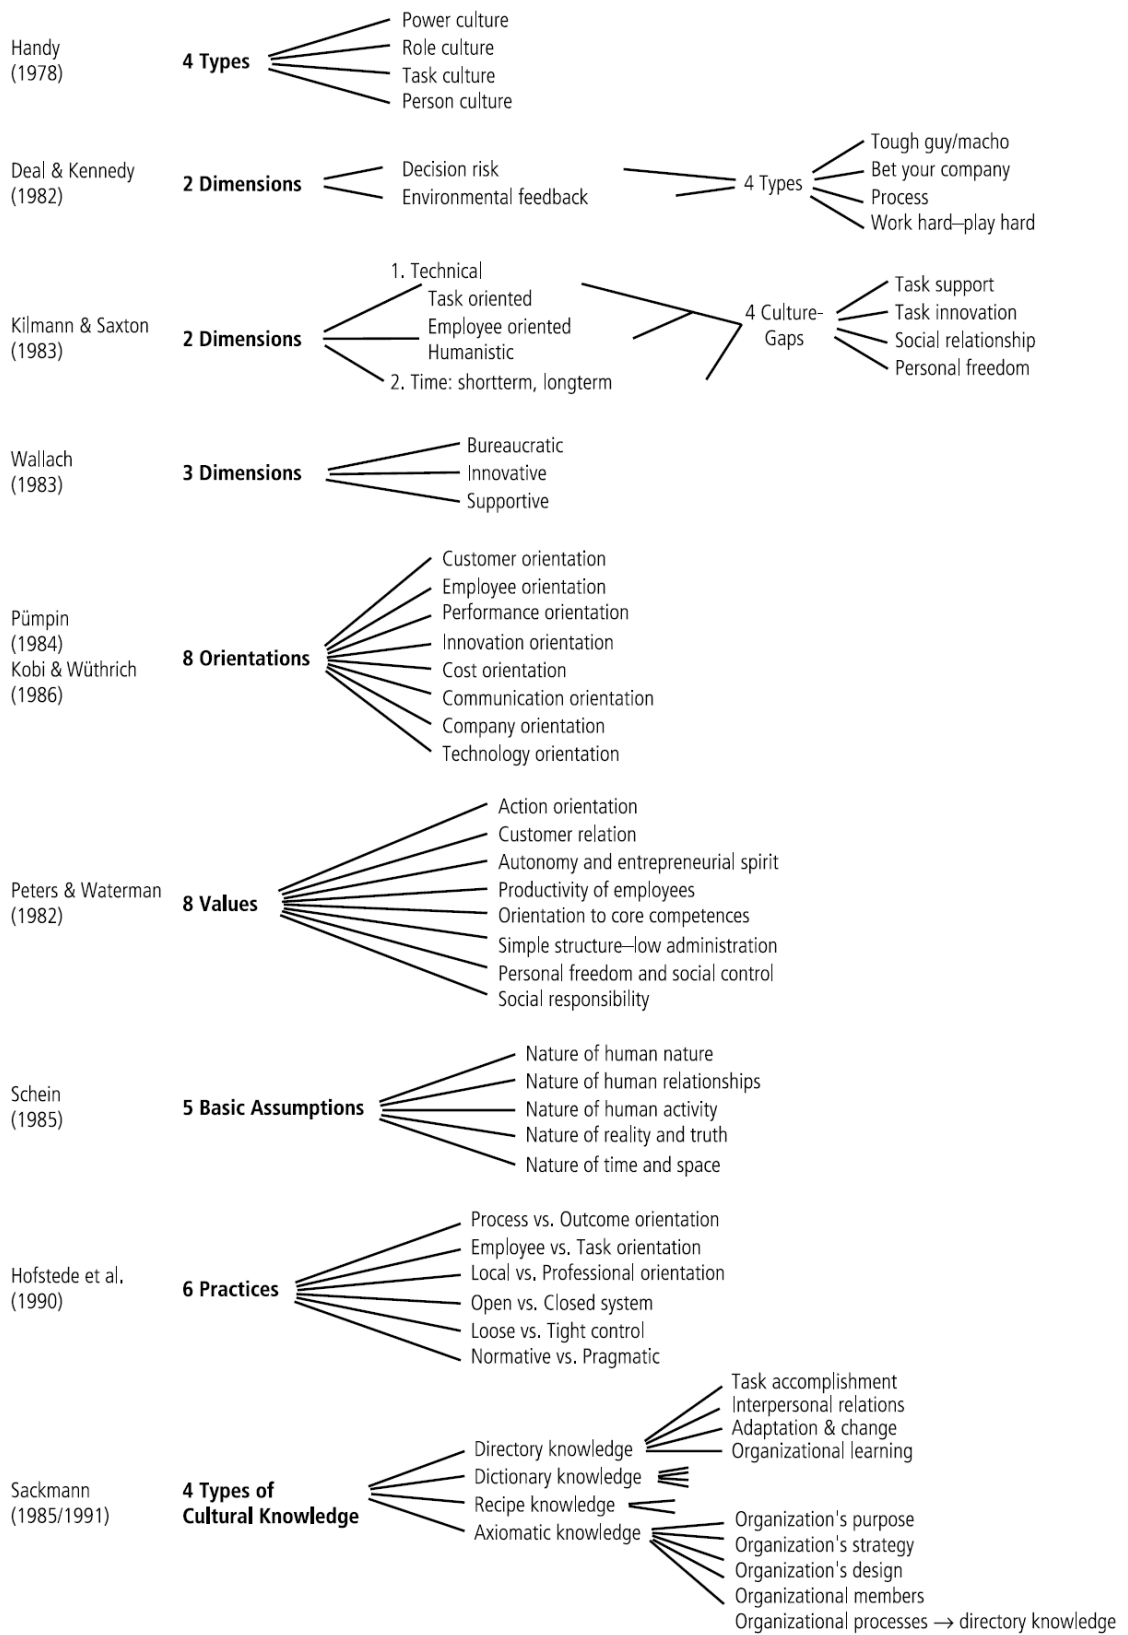 Handy
(1978)
4 Types
Power culture
Role culture
Task culture
Person culture
Deal & Kennedy
(1982)
2 Dimensions
Decision risk
Environmental feedback
4 Types
Tough guy/macho
Bet your company
Process
Work hard–play hard
Kilmann & Saxton
(1983)
2 Dimensions
1. Technical
Task oriented
Employee oriented
Humanistic
2. Time: shortterm, longterm
4 Culture-
Gaps
Task support
Task innovation
Social relationship
Personal freedom
Wallach
(1983)
3 Dimensions
Bureaucratic
Innovative
Supportive
Pümpin
(1984)
Kobi & Wüthrich
(1986)
8 Orientations
Customer orientation
Employee orientation
Performance orientation
Innovation orientation
Cost orientation
Communication orientation
Company orientation
Technology orientation
Peters & Waterman
(1982)
8 Values
Action orientation
Customer relation
Autonomy and entrepreneurial spirit
Productivity of employees
Orientation to core competences
Simple structure–low administration
Personal freedom and social control
Social responsibility
Schein
(1985)
5 Basic Assumptions
Nature of human nature
Nature of human relationships
Nature of human activity
Nature of reality and truth
Nature of time and space
Hofstede et al.
(1990)
6 Practices
Process vs. Outcome orientation
Employee vs. Task orientation
Local vs. Professional orientation
Open vs. Closed system
Loose vs. Tight control
Normative vs. Pragmatic
Sackmann
(1985/1991)
4 Types of
Cultural Knowledge
Directory knowledge
Dictionary knowledge
Recipe knowledge
Axiomatic knowledge
Task accomplishment
Interpersonal relations
Adaptation & change
Organizational learning
Organization's purpose
Organization's strategy
Organization's design
Organizational members
Organizational processes → directory knowledge